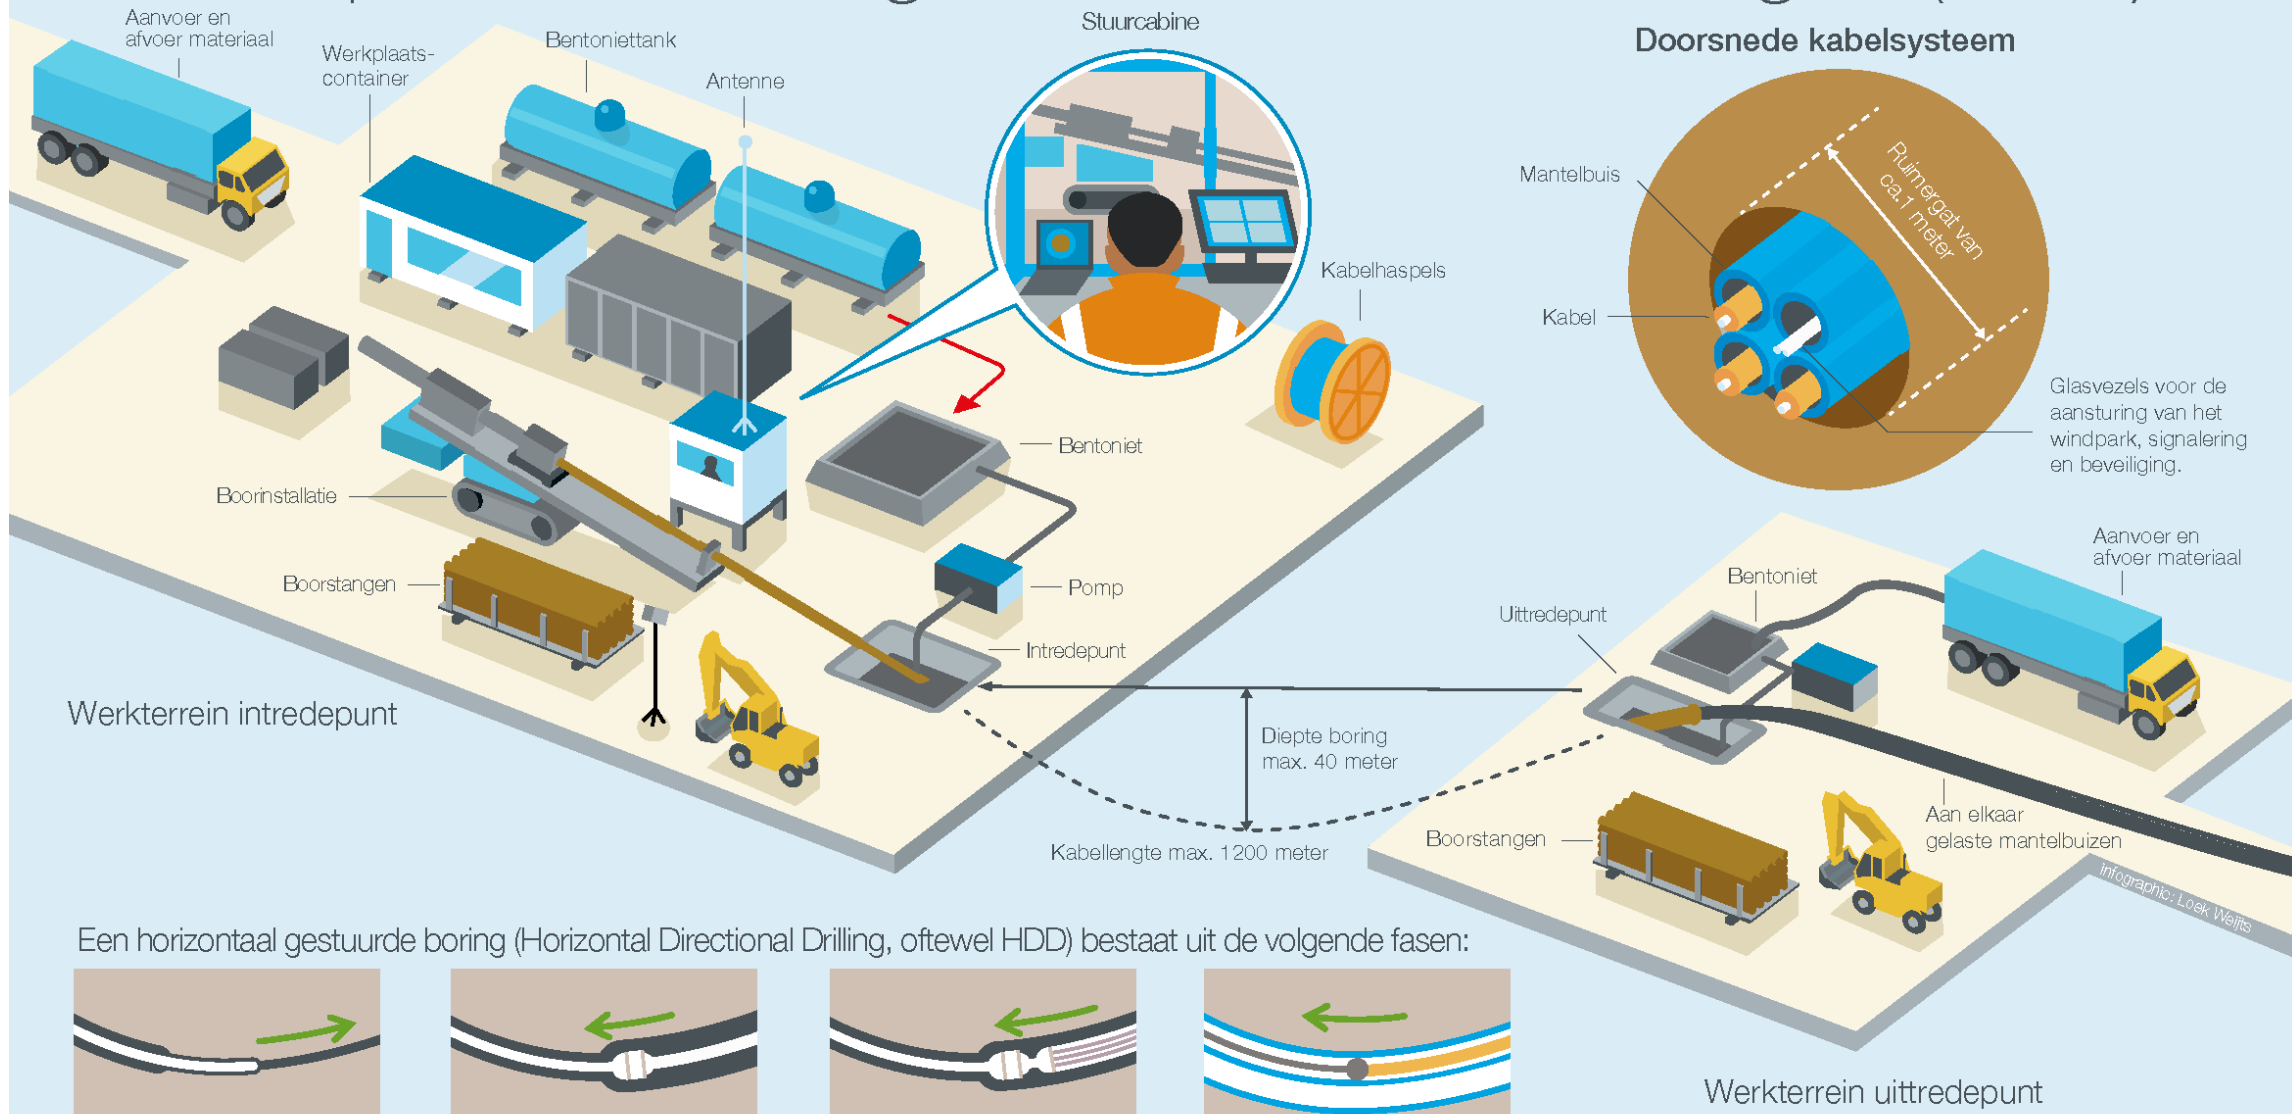 Aanvoer en
afvoer materiaal
Werkplaats-
container
Bentoniettank
Antenne
Stuurcabine
Kabelhaspels
Bentoniet
Boorinstallatie
Boorstangen
Pomp
Intredepunt
Werkterrein intredepunt
Doorsnede kabelsysteem
Mantelbuis
Ruimergat van
ca.1 meter
Kabel
Glasvezels voor de
aansturing van het
windpark, signalering
en beveiliging.
Aanvoer en
afvoer materiaal
Bentoniet
Uittredepunt
Diepte boring
max. 40 meter
Kabellengte max. 1200 meter
Boorstangen
Aan elkaar
gelaste mantelbuizen
infographic: Loek Weijts
Een horizontaal gestuurde boring (Horizontal Directional Drilling, oftewel HDD) bestaat uit de volgende fasen:
Werkterrein uittredepunt